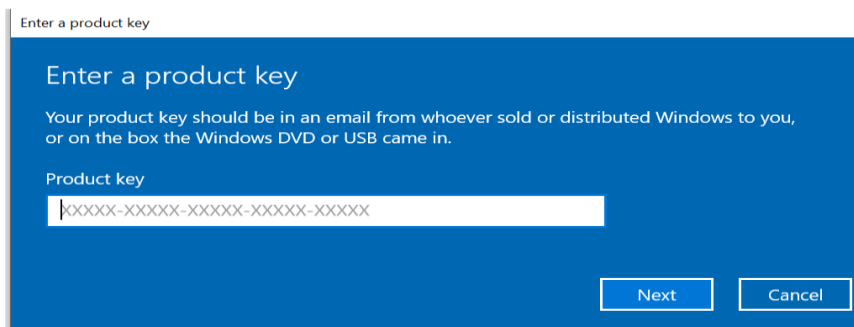 Enter a product key
Enter a product key
Your product key should be in an email from whoever sold or distributed Windows to you,
or on the box the Windows DVD or USB came in.
Product key
XXXXX-XXXXX-XXXXX-XXXXX-XXXXX
Next Cancel